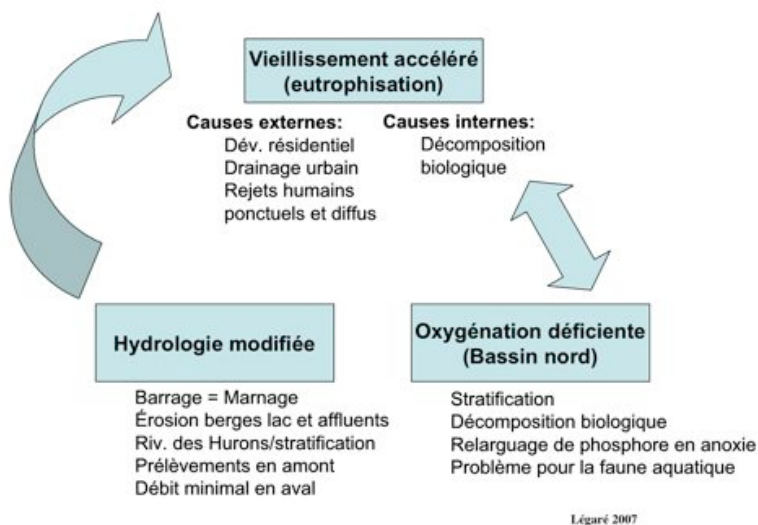 Vieillissement accéléré
(eutrophisation)
Causes externes:
Dév. résidentiel
Drainage urbain
Rejets humains
ponctuels et diffus
Causes internes:
Décomposition
biologique
Hydrologie modifiée
Barrage = Marnage
Érosion berges lac et affluents
Riv. des Hurons/stratification
Prélèvements en amont
Débit minimal en aval
Oxygénation déficiente
(Bassin nord)
Stratification
Décomposition biologique
Relarguage de phosphore en anoxie
Problème pour la faune aquatique
Légaré 2007